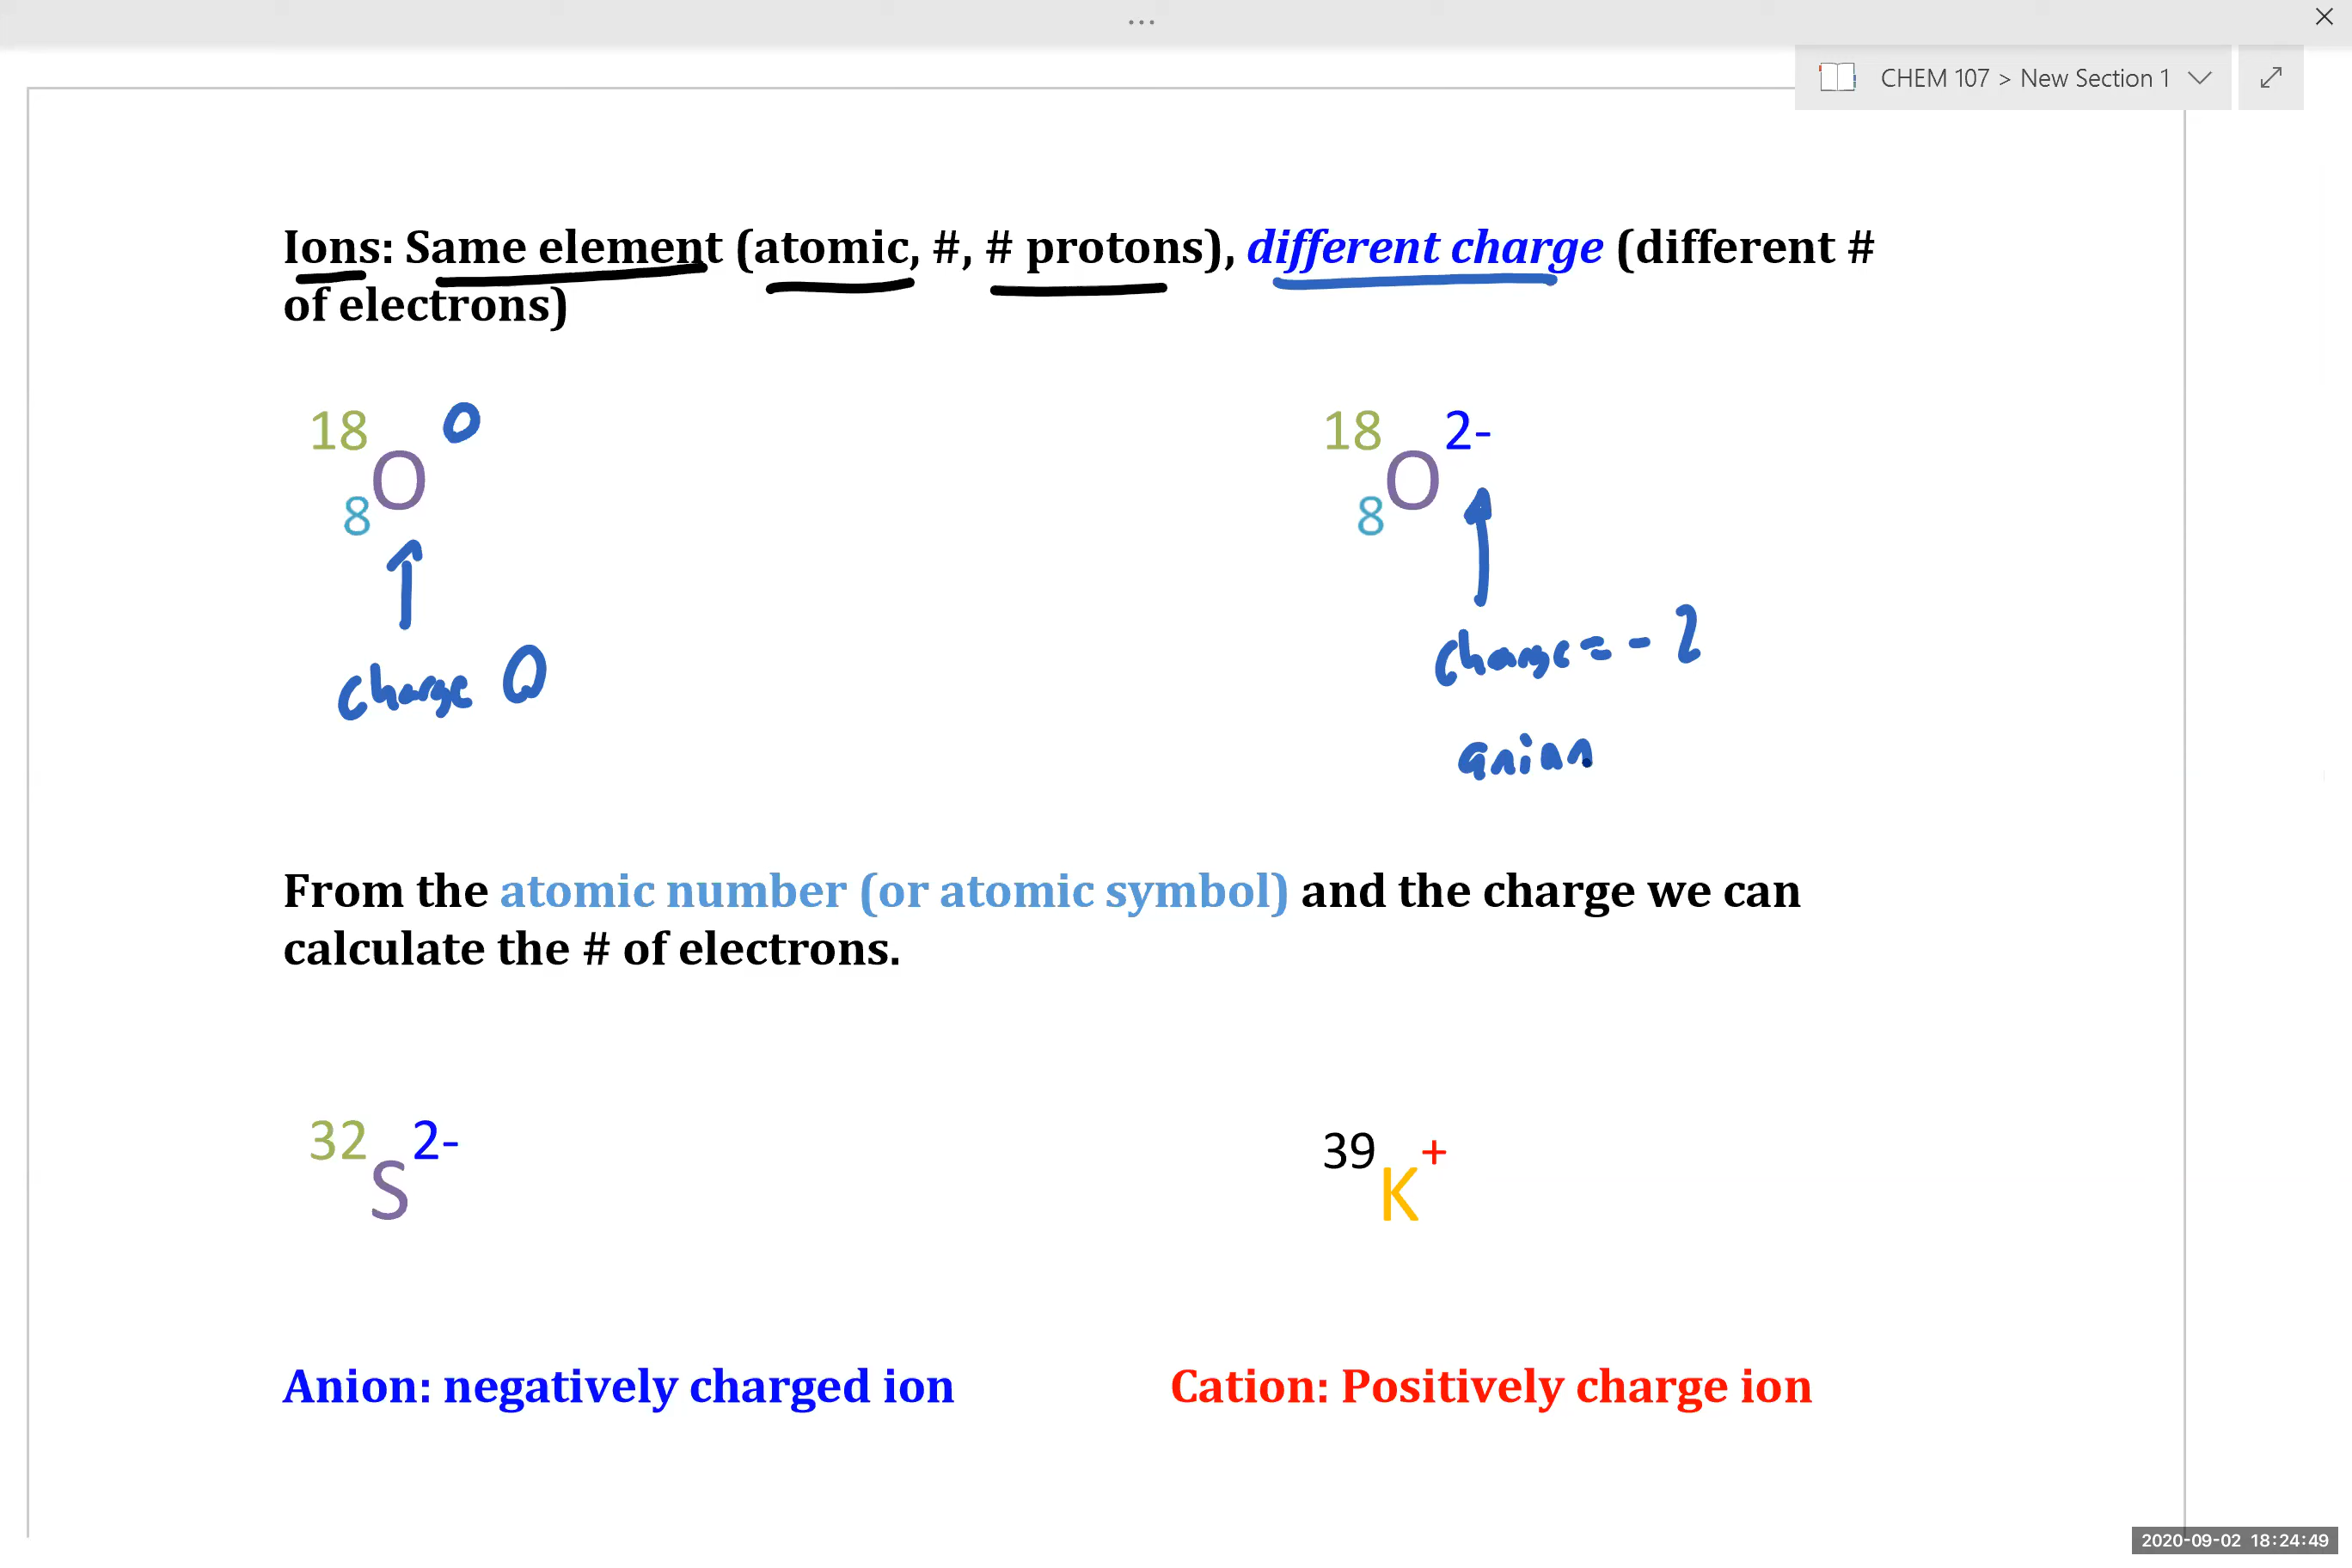 ...
CHEM 107 > New Section 1
Ions: Same element (atomic, #, # protons), different charge (different #
of electrons)
18 O 0
8
18 O 2-
8
charge 0
charge = - 2
anion
From the atomic number (or atomic symbol) and the charge we can
calculate the # of electrons.
32 S 2-
39 K +
Anion: negatively charged ion
Cation: Positively charge ion
2020-09-02 18:24:49